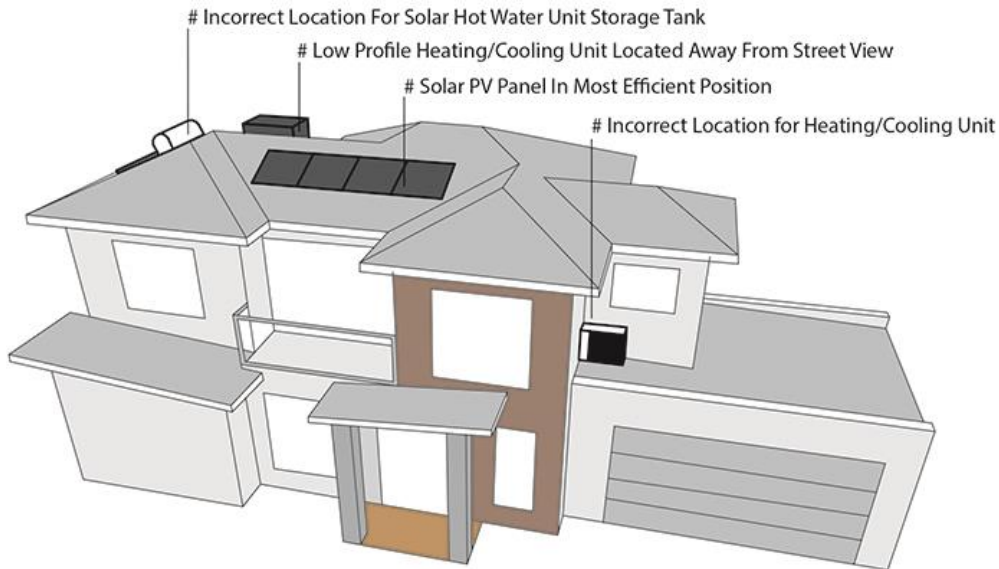 # Incorrect Location For Solar Hot Water Unit Storage Tank
# Low Profile Heating/Cooling Unit Located Away From Street View
# Solar PV Panel In Most Efficient Position
# Incorrect Location for Heating/Cooling Unit